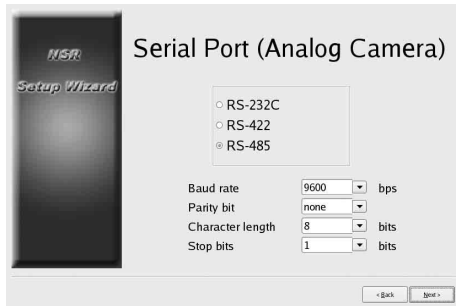 NSR
Setup Wizard
Serial Port (Analog Camera)
RS-232C
RS-422
RS-485
Baud rate 9600 bps
Parity bit none
Character length 8 bits
Stop bits 1 bits
< Back Next >